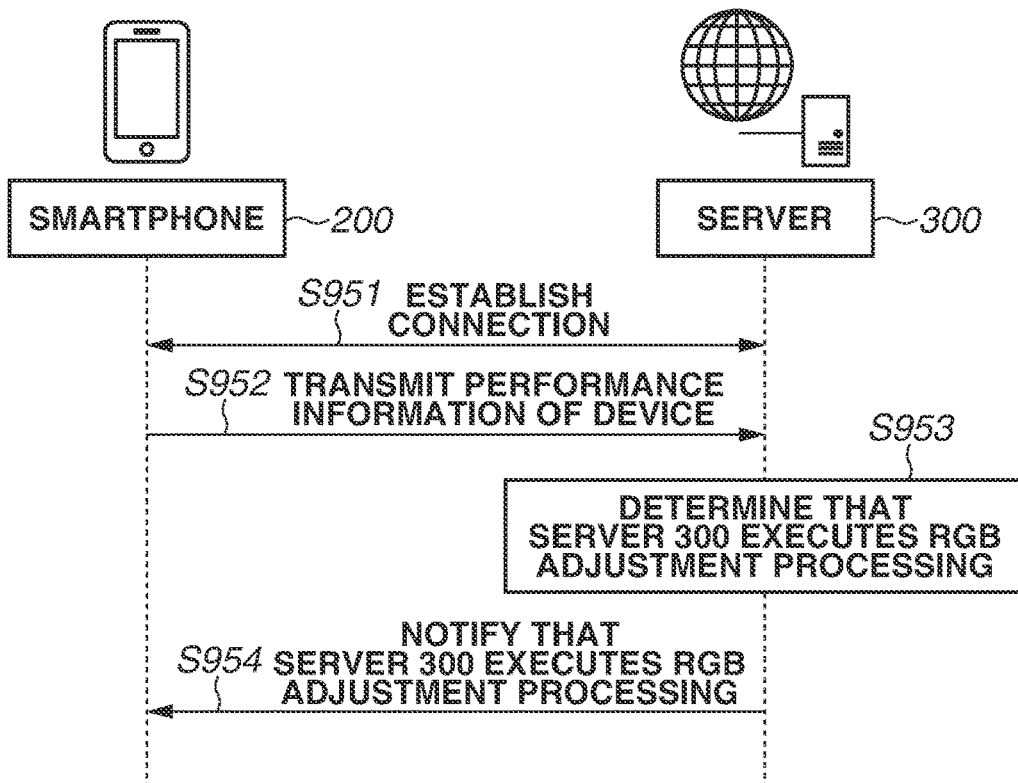 SMARTPHONE 200
SERVER 300
S951 ESTABLISH
CONNECTION
S952 TRANSMIT PERFORMANCE
INFORMATION OF DEVICE
S953
DETERMINE THAT
SERVER 300 EXECUTES RGB
ADJUSTMENT PROCESSING
NOTIFY THAT
S954 SERVER 300 EXECUTES RGB
ADJUSTMENT PROCESSING